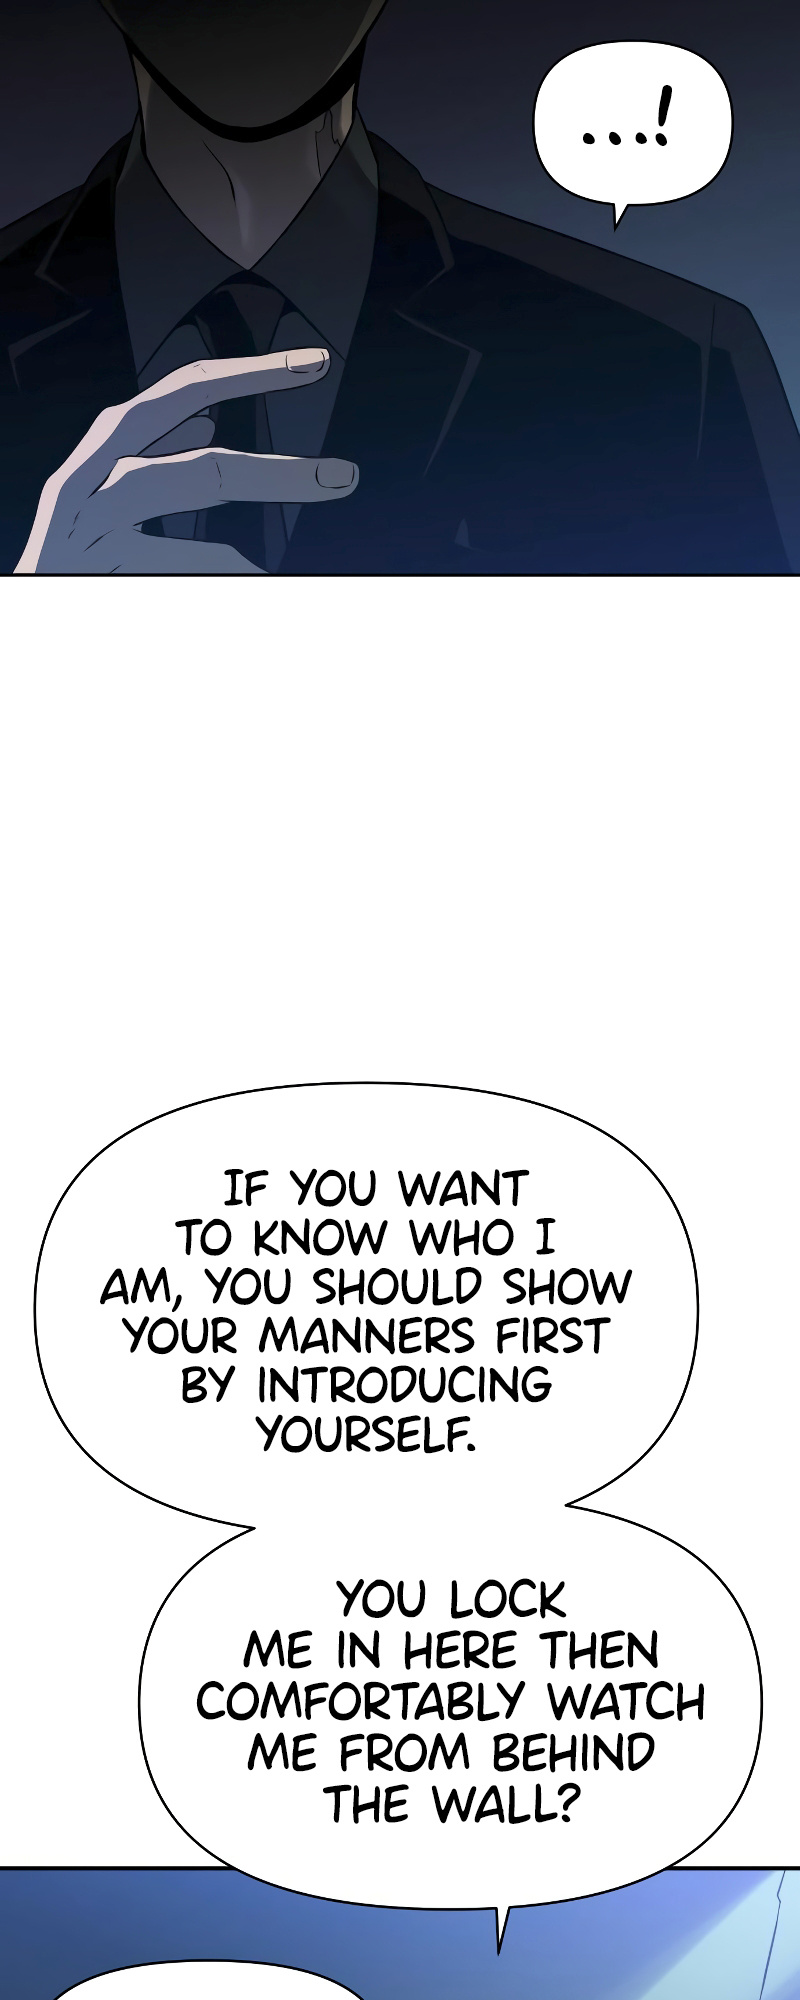 ...!
IF YOU WANT
TO KNOW WHO I
AM, YOU SHOULD SHOW
YOUR MANNERS FIRST
BY INTRODUCING
YOURSELF.
YOU LOCK
ME IN HERE THEN
COMFORTABLY WATCH
ME FROM BEHIND
THE WALL?